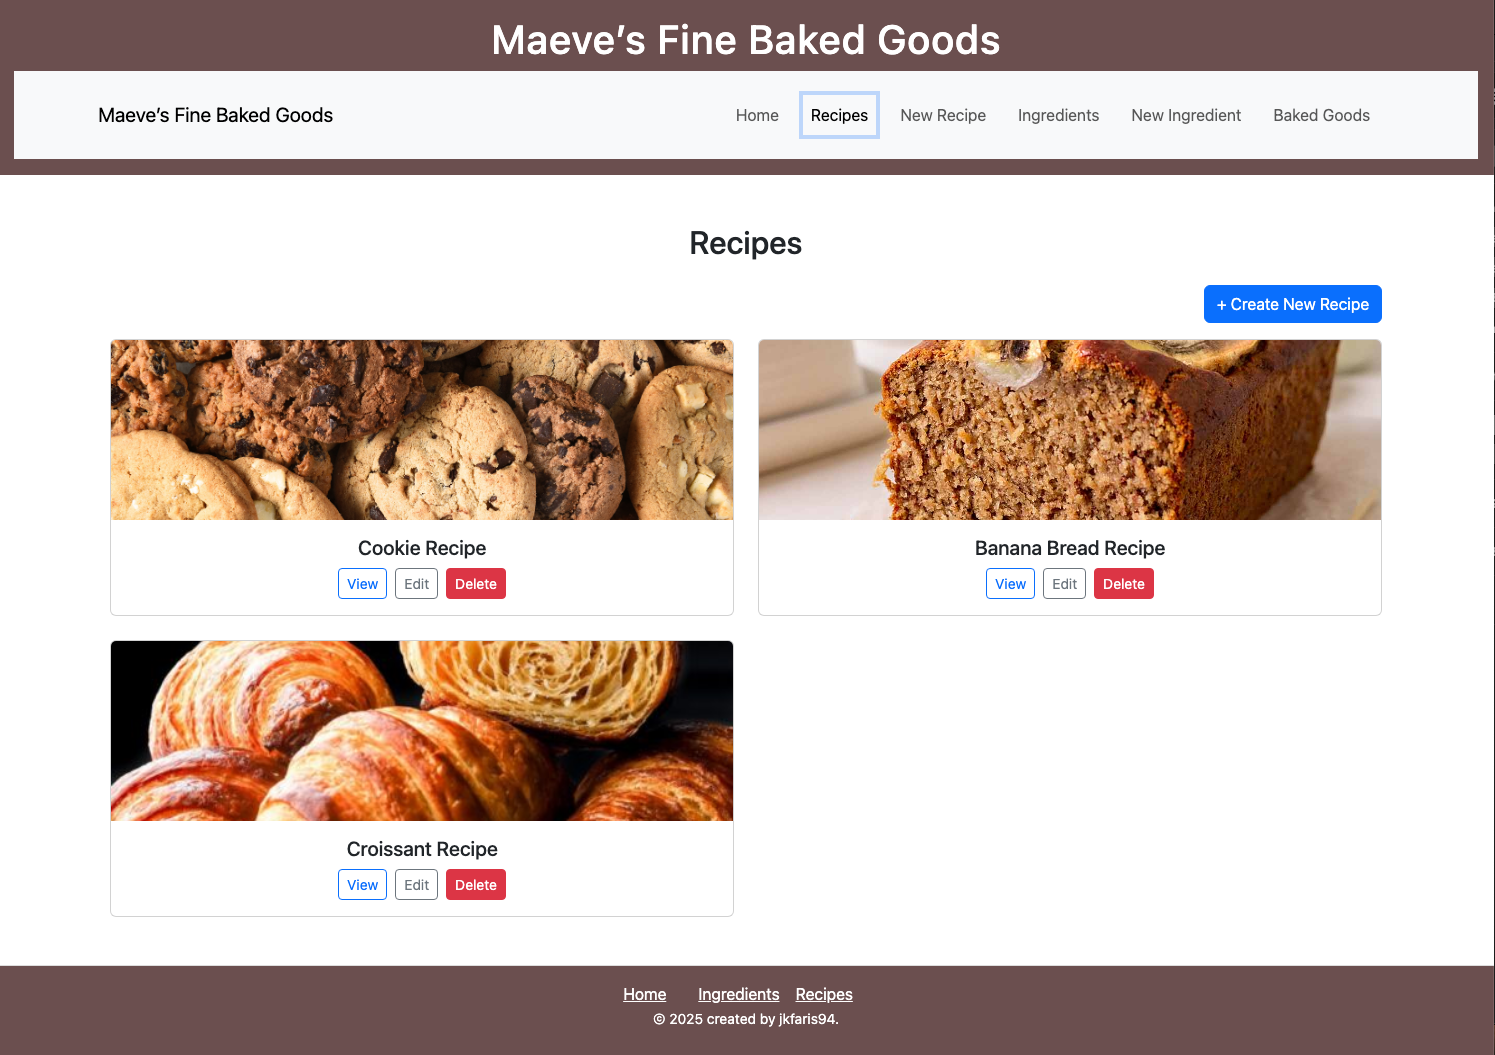 Maeve’s Fine Baked Goods
Maeve’s Fine Baked Goods Home Recipes New Recipe Ingredients New Ingredient Baked Goods
Recipes
+ Create New Recipe
Cookie Recipe
View Edit Delete
Banana Bread Recipe
View Edit Delete
Croissant Recipe
View Edit Delete
Home Ingredients Recipes
© 2025 created by jkfaris94.